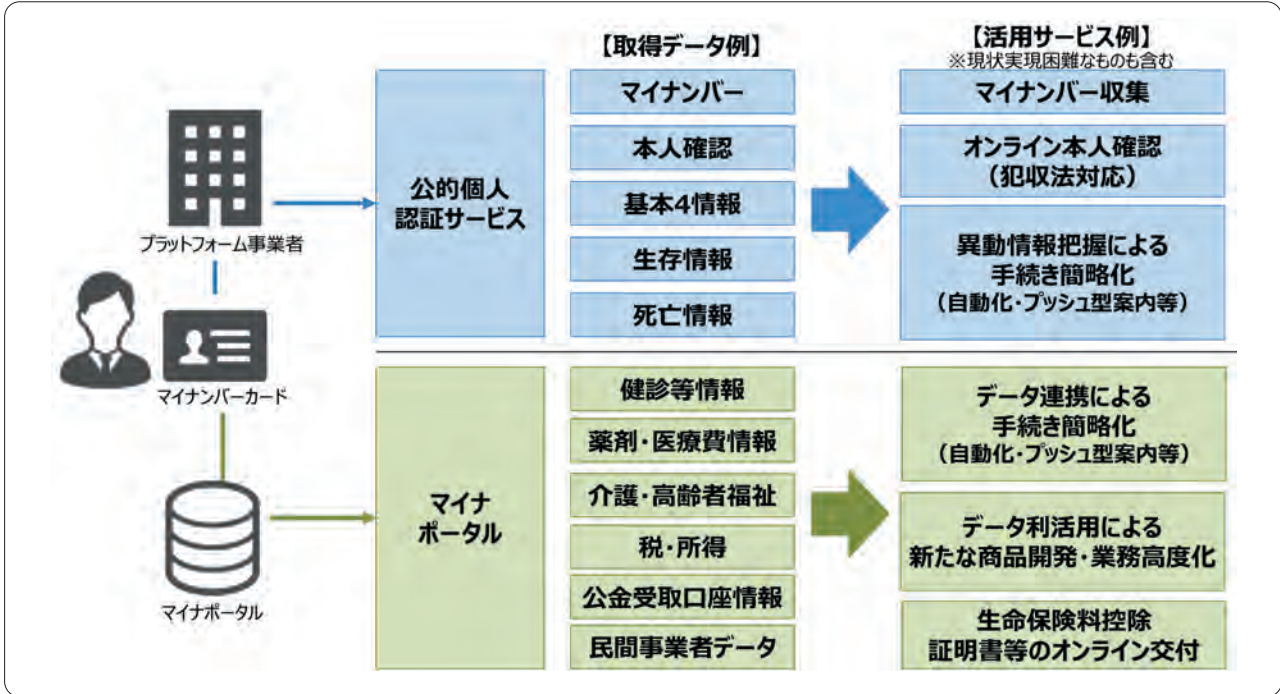 【取得データ例】
【活用サービス例】
※現状実現困難なものも含む
プラットフォーム事業者
マイナンバーカード
マイナポータル
公的個人
認証サービス
マイナンバー
本人確認
基本4情報
生存情報
死亡情報
マイナンバー収集
オンライン本人確認
（犯収法対応）
異動情報把握による
手続き簡略化
（自動化・プッシュ型案内等）
マイナ
ポータル
健診等情報
薬剤・医療費情報
介護・高齢者福祉
税・所得
公金受取口座情報
民間事業者データ
データ連携による
手続き簡略化
（自動化・プッシュ型案内等）
データ利活用による
新たな商品開発・業務高度化
生命保険料控除
証明書等のオンライン交付